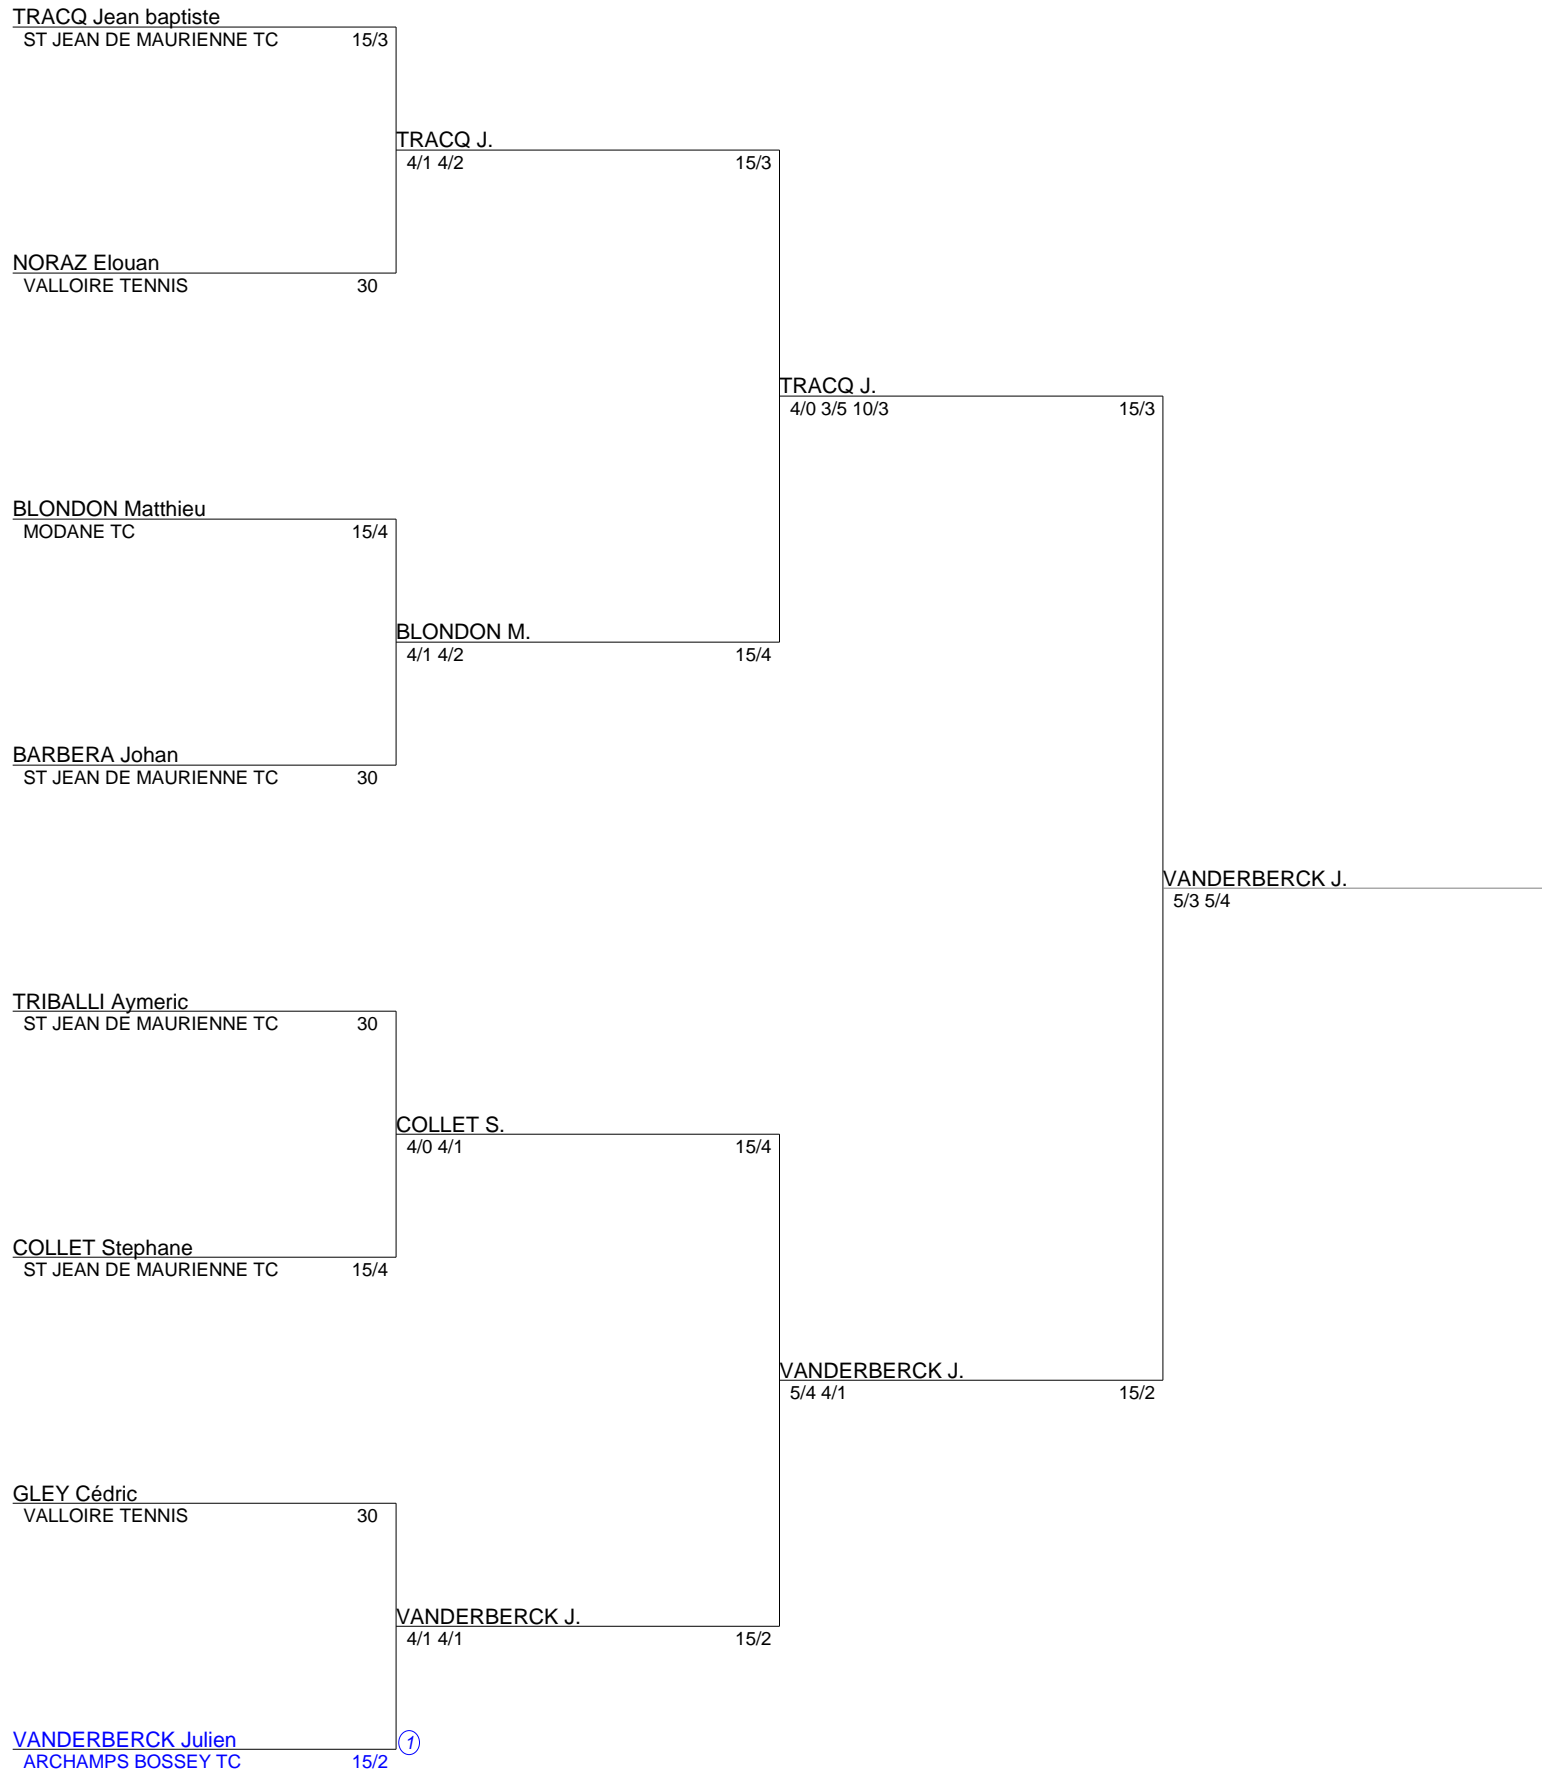 TRACQ Jean baptiste
ST JEAN DE MAURIENNE TC 15/3
TRACQ J.
4/1 4/2 15/3
NORAZ Elouan
VALLOIRE TENNIS 30
TRACQ J.
4/0 3/5 10/3 15/3
BLONDON Matthieu
MODANE TC 15/4
BLONDON M.
4/1 4/2 15/4
BARBERA Johan
ST JEAN DE MAURIENNE TC 30
VANDERBERCK J.
5/3 5/4
TRIBALLI Aymeric
ST JEAN DE MAURIENNE TC 30
COLLET S.
4/0 4/1 15/4
COLLET Stephane
ST JEAN DE MAURIENNE TC 15/4
VANDERBERCK J.
5/4 4/1 15/2
GLEY Cédric
VALLOIRE TENNIS 30
VANDERBERCK J.
4/1 4/1 15/2
VANDERBERCK Julien 1
ARCHAMPS BOSSEY TC 15/2